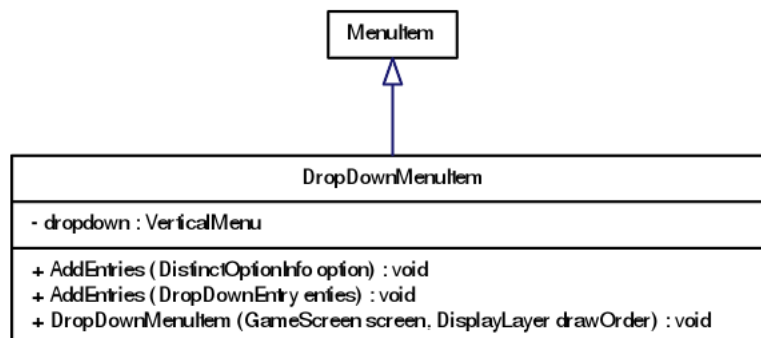 MenuItem
DropDownMenuItem
- dropdown : VerticalMenu
+ AddEntries (DistinctOptionInfo option) : void
+ AddEntries (DropDownEntry enties) : void
+ DropDownMenuItem (GameScreen screen, DisplayLayer drawOrder) : void